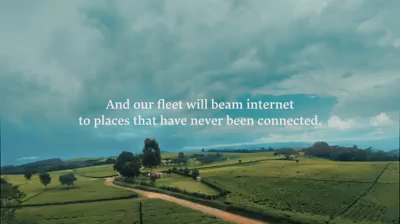 And our fleet will beam internet
to places that have never been connected.